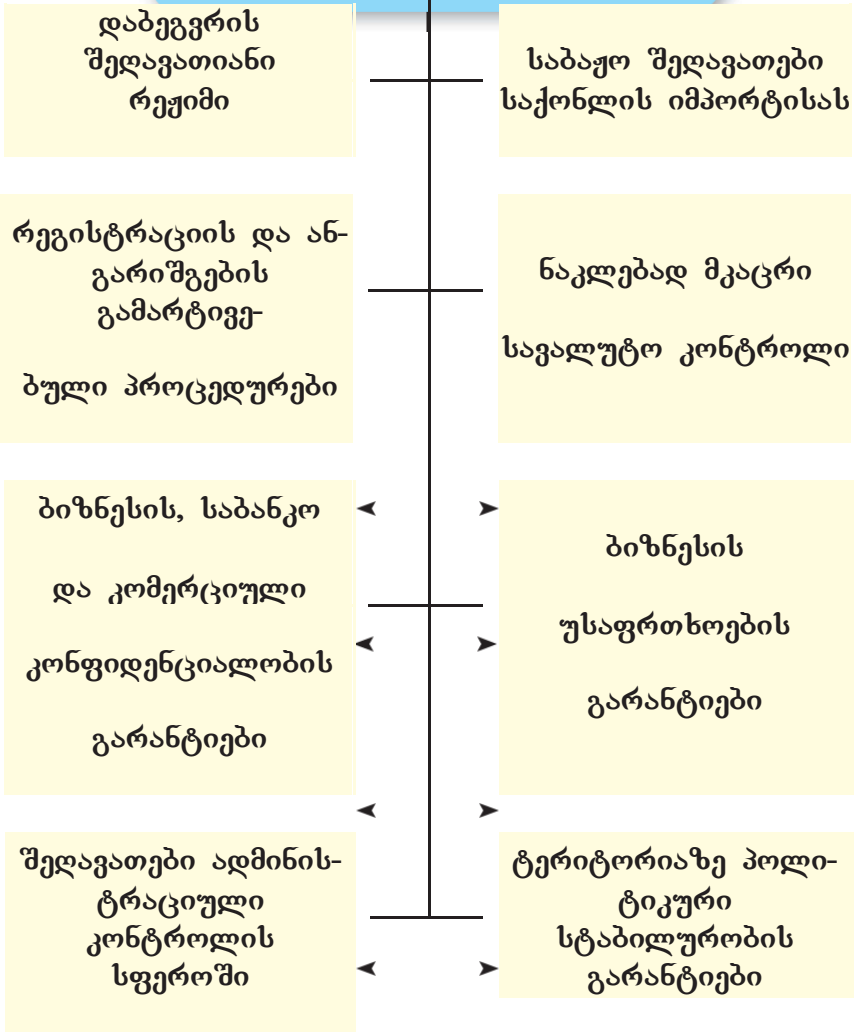 დაბეგვრის
შეღავათიანი
რეჟიმი
საბაჟო შეღავათები
საქონლის იმპორტისას
რეგისტრაციის და ან-
გარიშგების
გამარტივე-
ბული პროცედურები
ნაკლებად მკაცრი
სავალუტო კონტროლი
ბიზნესის, საბანკო
და კომერციული
კონფიდენციალობის
გარანტიები
ბიზნესის
უსაფრთხოების
გარანტიები
შეღავათები ადმინის-
ტრაციული
კონტროლის
სფეროში
ტერიტორიაზე პოლი-
ტიკური
სტაბილურობის
გარანტიები